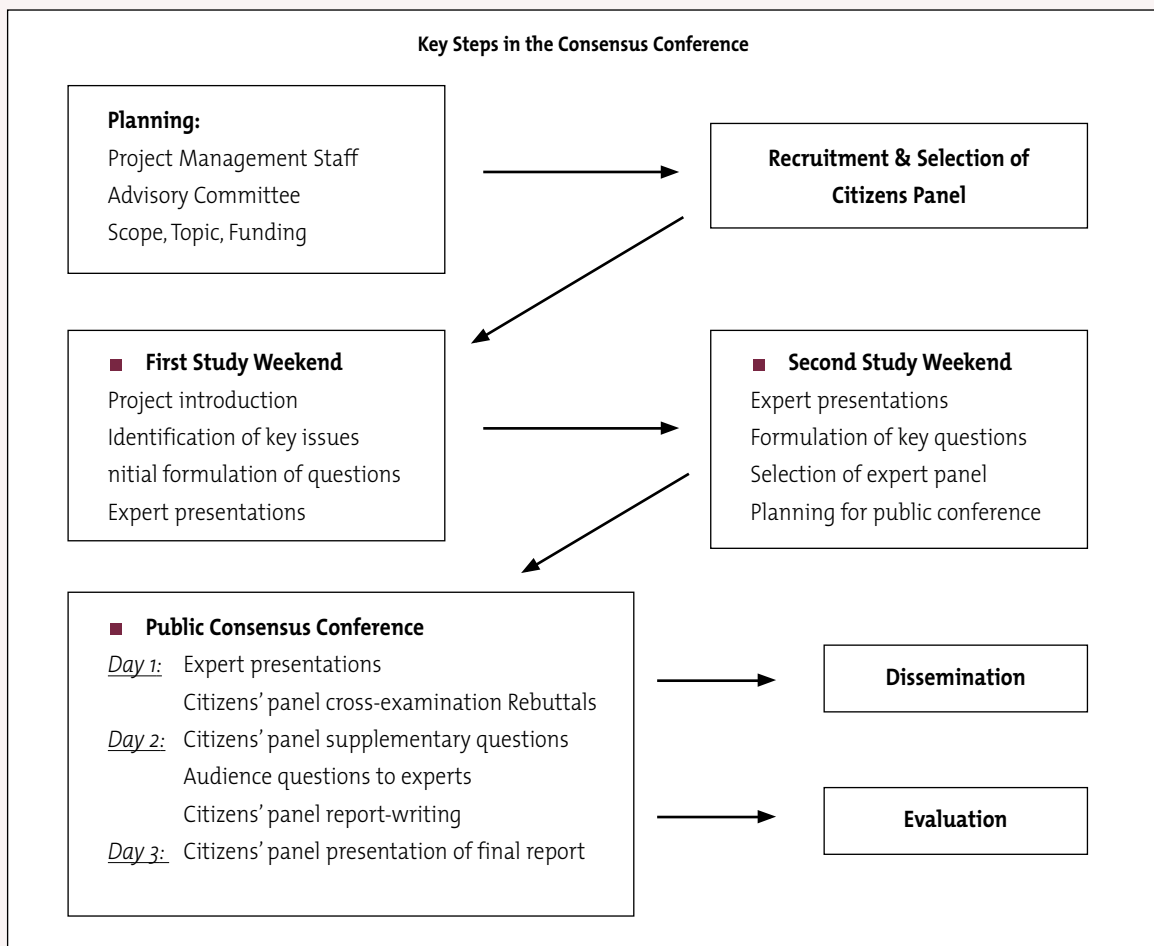 Key Steps in the Consensus Conference
Planning:
Project Management Staff
Advisory Committee
Scope, Topic, Funding
Recruitment & Selection of
Citizens Panel
First Study Weekend
Project introduction
Identification of key issues
nitial formulation of questions
Expert presentations
Second Study Weekend
Expert presentations
Formulation of key questions
Selection of expert panel
Planning for public conference
Public Consensus Conference
Day 1: Expert presentations
Citizens’ panel cross-examination Rebuttals
Day 2: Citizens’ panel supplementary questions
Audience questions to experts
Citizens’ panel report-writing
Day 3: Citizens’ panel presentation of final report
Dissemination
Evaluation